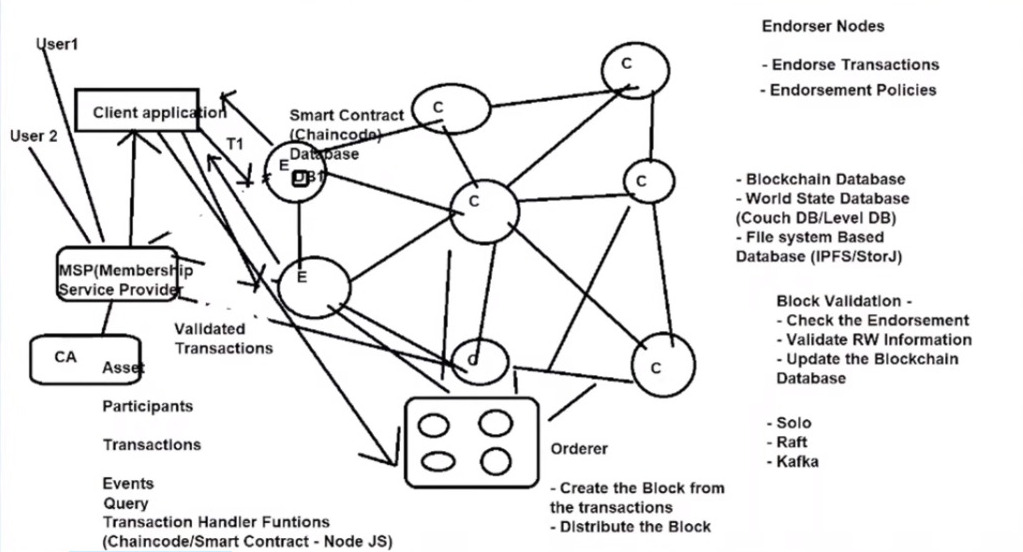 User1
User 2
Client application
T1
Smart Contract
(Chaincode)
Database
E
DB1
C
C
C
C
E
MSP(Membership
Service Provider
CA
Asset
Validated
Transactions
C
C
Participants
Transactions
Events
Query
Transaction Handler Funtions
(Chaincode/Smart Contract - Node JS)
Orderer
- Create the Block from
the transactions
- Distribute the Block
Endorser Nodes
- Endorse Transactions
- Endorsement Policies
- Blockchain Database
- World State Database
(Couch DB/Level DB)
- File system Based
Database (IPFS/StorJ)
Block Validation -
- Check the Endorsement
- Validate RW Information
- Update the Blockchain
Database
- Solo
- Raft
- Kafka